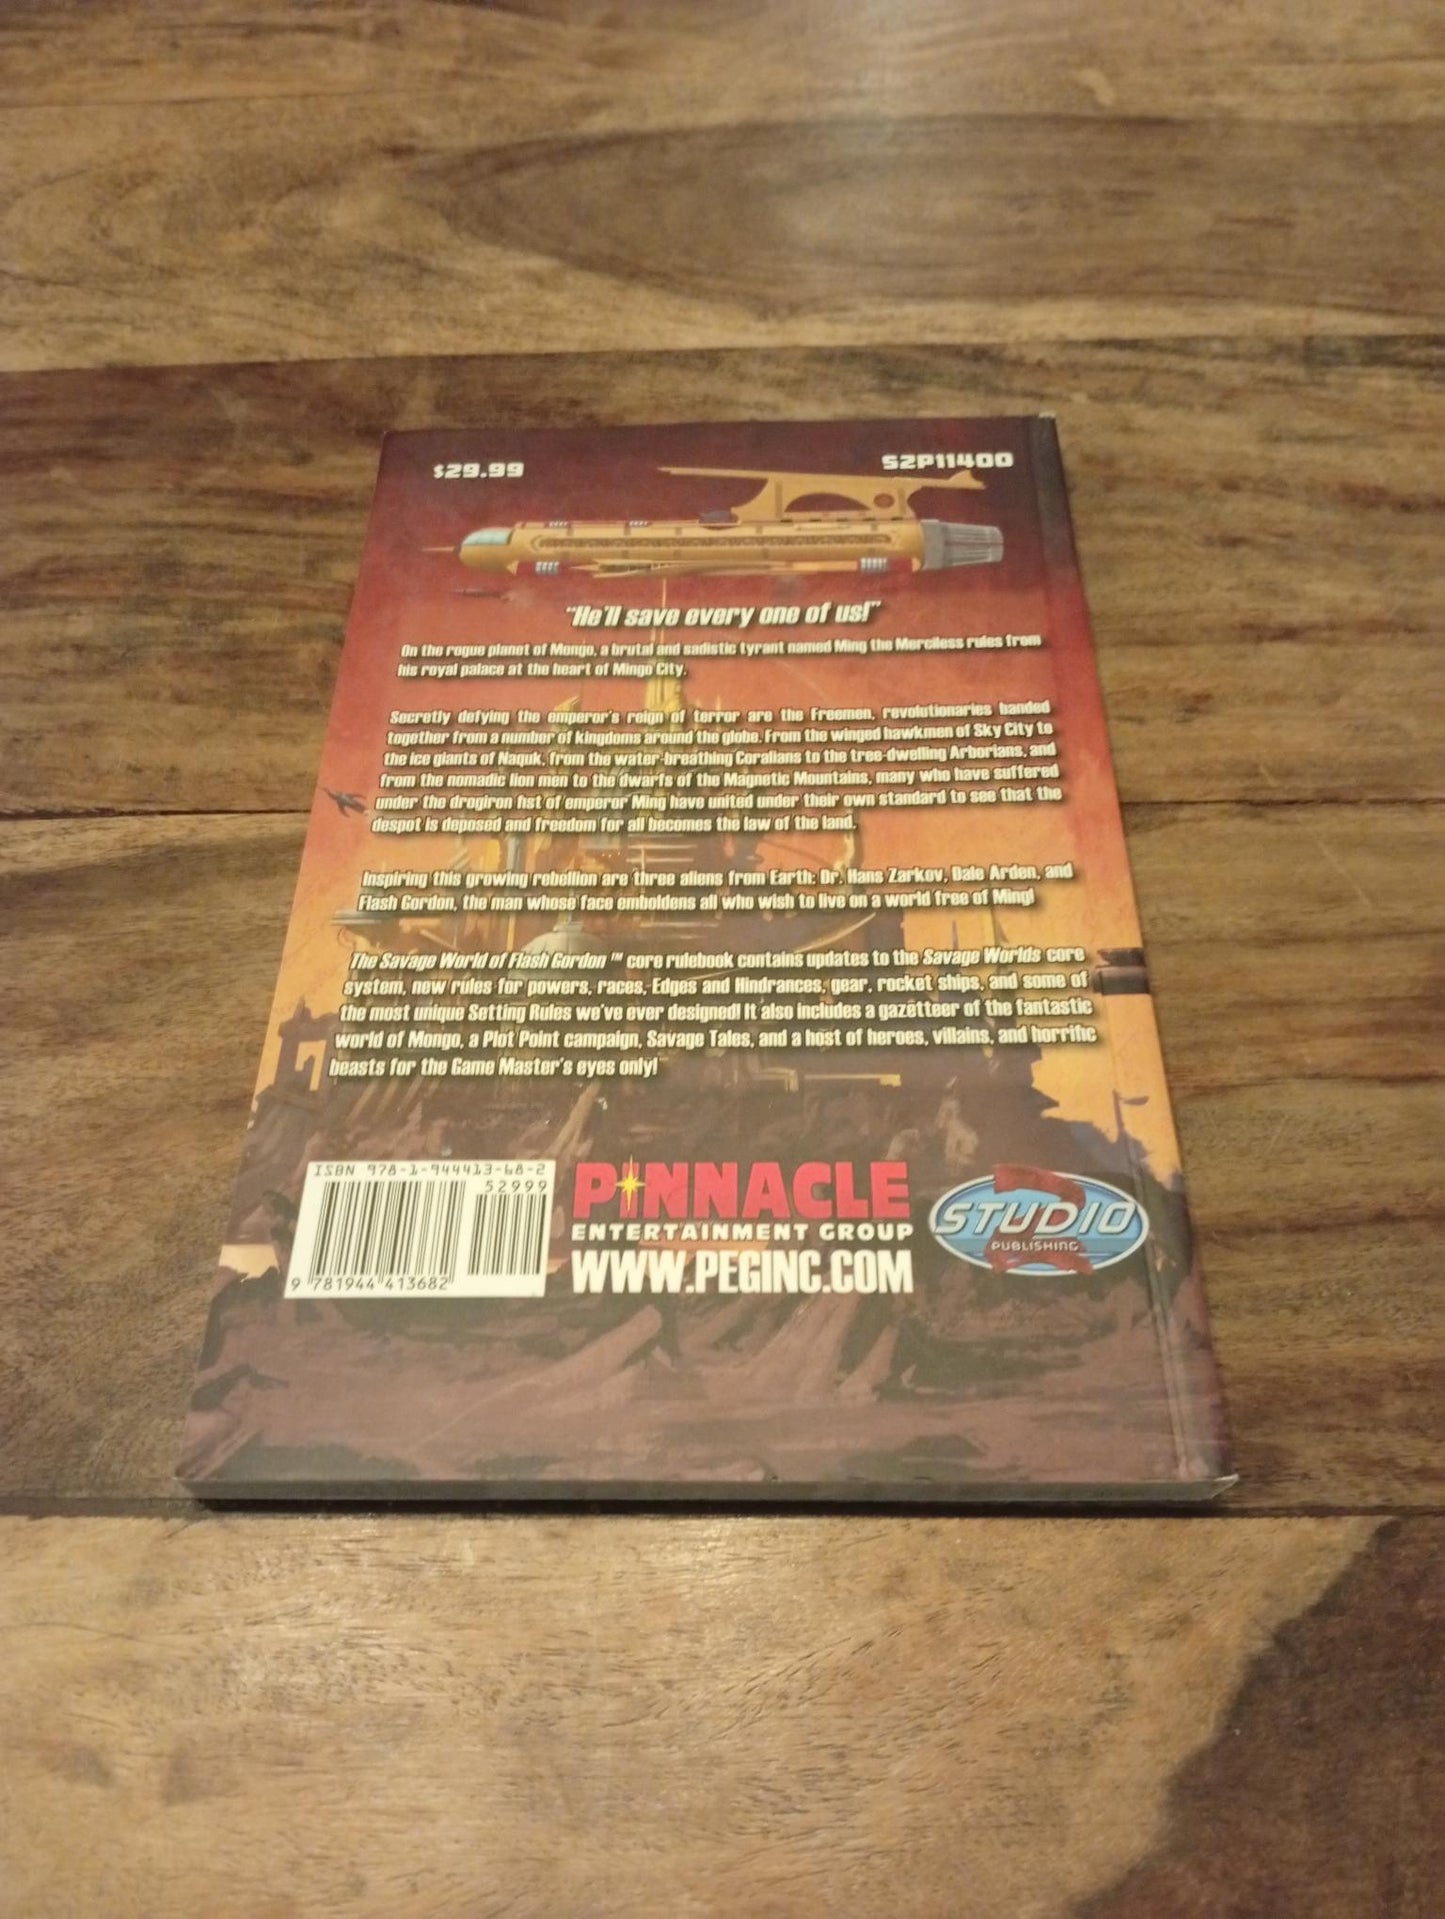 $29.99
S2P11400
"He'll save every one of us!"
On the rogue planet of Mongo, a brutal and sadistic tyrant named Ming the Merciless rules from
his royal palace at the heart of Mingo City.
Secretly defying the emperor's reign of terror are the Freemen, revolutionaries banded
together from a number of kingdoms around the globe. From the winged hawkmen of Sky City to
the ice giants of Naquk, from the water-breathing Coralians to the tree-dwelling Arborians, and
from the nomadic lion men to the dwarfs of the Magnetic Mountains, many who have suffered
under the drogiron fist of emperor Ming have united under their own standard to see that the
despot is deposed and freedom for all becomes the law of the land.
Inspiring this growing rebellion are three aliens from Earth: Dr. Hans Zarkov, Dale Arden, and
Flash Gordon, the man whose face emboldens all who wish to live on a world free of Ming!
The Savage World of Flash Gordon™ core rulebook contains updates to the Savage Worlds core
system, new rules for powers, races, Edges and Hindrances, gear, rocket ships, and some of
the most unique Setting Rules we've ever designed! It also includes a gazetteer of the fantastic
world of Mongo, a Plot Point campaign, Savage Tales, and a host of heroes, villains, and horrific
beasts for the Game Master's eyes only!
ISBN 978-1-944413-68-2
52999
9 781944 413682
PINNACLE
ENTERTAINMENT GROUP
WWW.PEGINC.COM
STUDIO 2
PUBLISHING